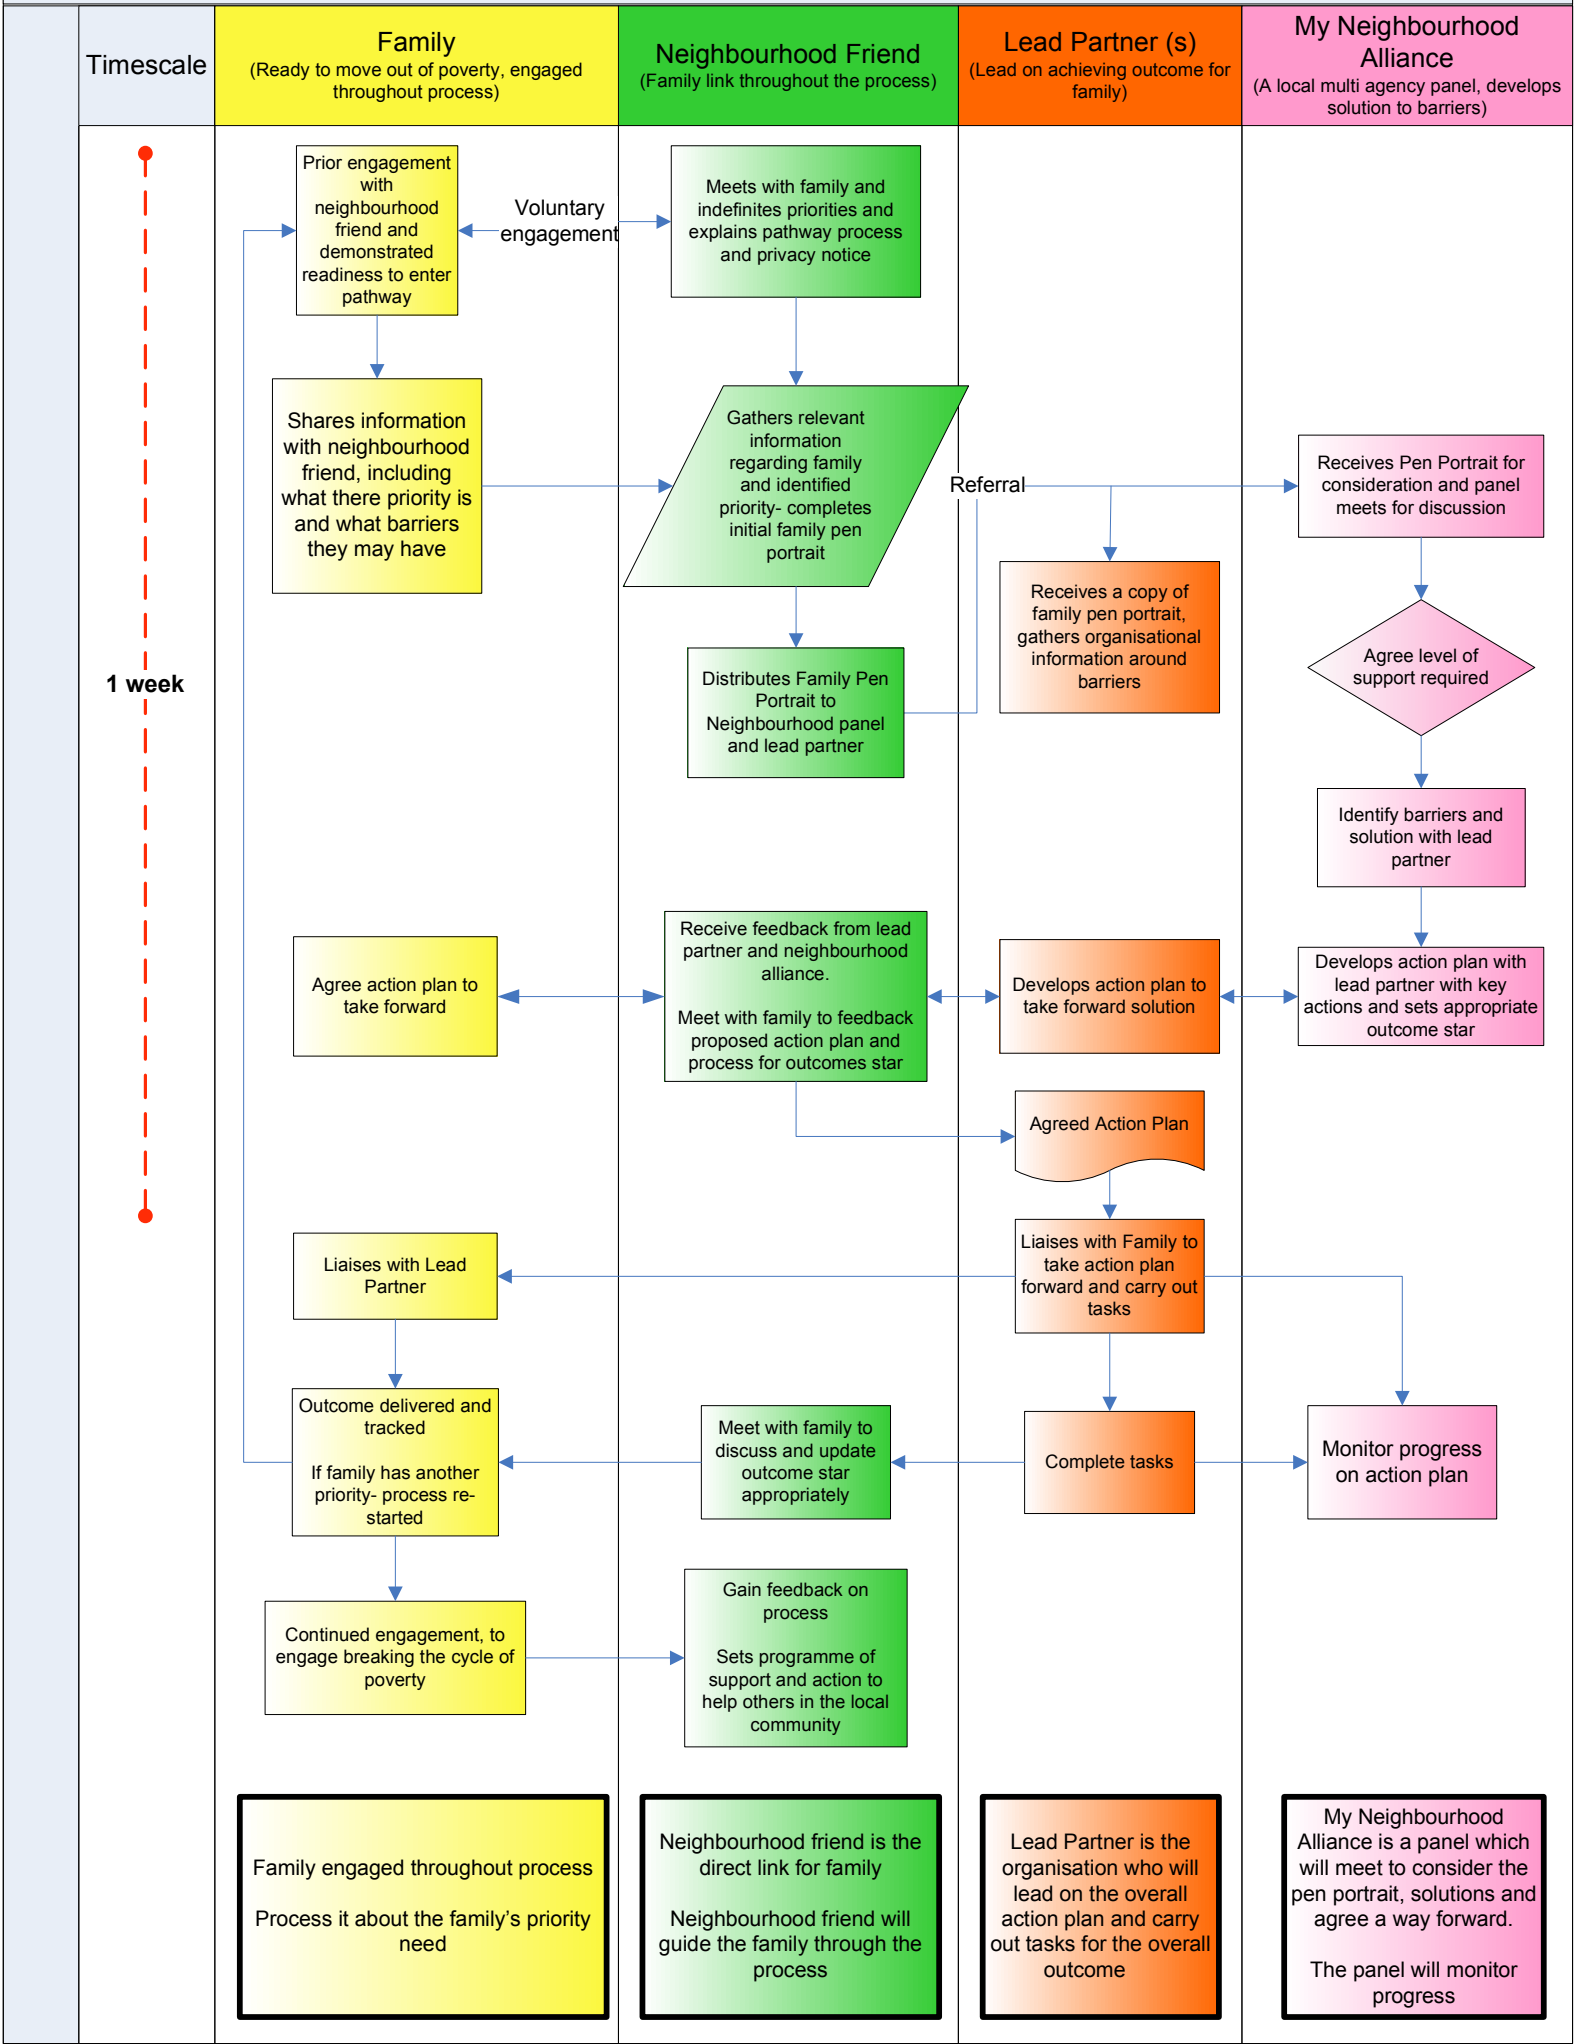 Timescale
Family
(Ready to move out of poverty, engaged
throughout process)
Neighbourhood Friend
(Family link throughout the process)
Lead Partner (s)
(Lead on achieving outcome for
family)
My Neighbourhood
Alliance
(A local multi agency panel, develops
solution to barriers)
Prior engagement
with
neighbourhood
friend and
demonstrated
readiness to enter
pathway
Voluntary
engagement
Meets with family and
indefinites priorities and
explains pathway process
and privacy notice
Shares information
with neighbourhood
friend, including
what there priority is
and what barriers
they may have
Gathers relevant
information
regarding family
and identified
priority- completes
initial family pen
portrait
Referral
Receives Pen Portrait for
consideration and panel
meets for discussion
Receives a copy of
family pen portrait,
gathers organisational
information around
barriers
Agree level of
support required
1 week
Distributes Family Pen
Portrait to
Neighbourhood panel
and lead partner
Identify barriers and
solution with lead
partner
Agree action plan to
take forward
Receive feedback from lead
partner and neighbourhood
alliance.
Meet with family to feedback
proposed action plan and
process for outcomes star
Develops action plan to
take forward solution
Develops action plan with
lead partner with key
actions and sets appropriate
outcome star
Agreed Action Plan
Liaises with Lead
Partner
Liaises with Family to
take action plan
forward and carry out
tasks
Outcome delivered and
tracked
If family has another
priority- process re-
started
Meet with family to
discuss and update
outcome star
appropriately
Complete tasks
Monitor progress
on action plan
Continued engagement, to
engage breaking the cycle of
poverty
Gain feedback on
process
Sets programme of
support and action to
help others in the local
community
Family engaged throughout process
Process it about the family's priority
need
Neighbourhood friend is the
direct link for family
Neighbourhood friend will
guide the family through the
process
Lead Partner is the
organisation who will
lead on the overall
action plan and carry
out tasks for the overall
outcome
My Neighbourhood
Alliance is a panel which
will meet to consider the
pen portrait, solutions and
agree a way forward.
The panel will monitor
progress